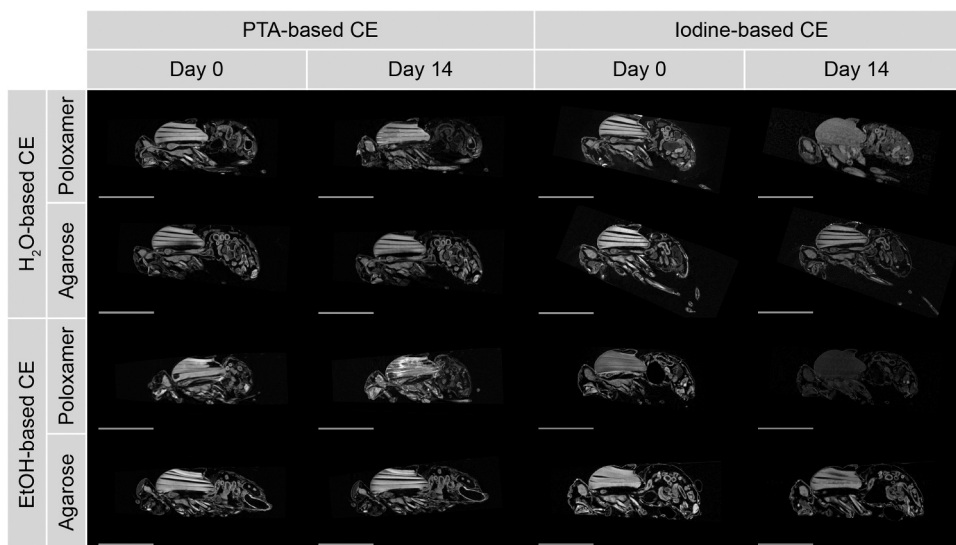 PTA-based CE
Iodine-based CE
Day 0
Day 14
Day 0
Day 14
H₂O-based CE
Poloxamer
Agarose
EtOH-based CE
Poloxamer
Agarose